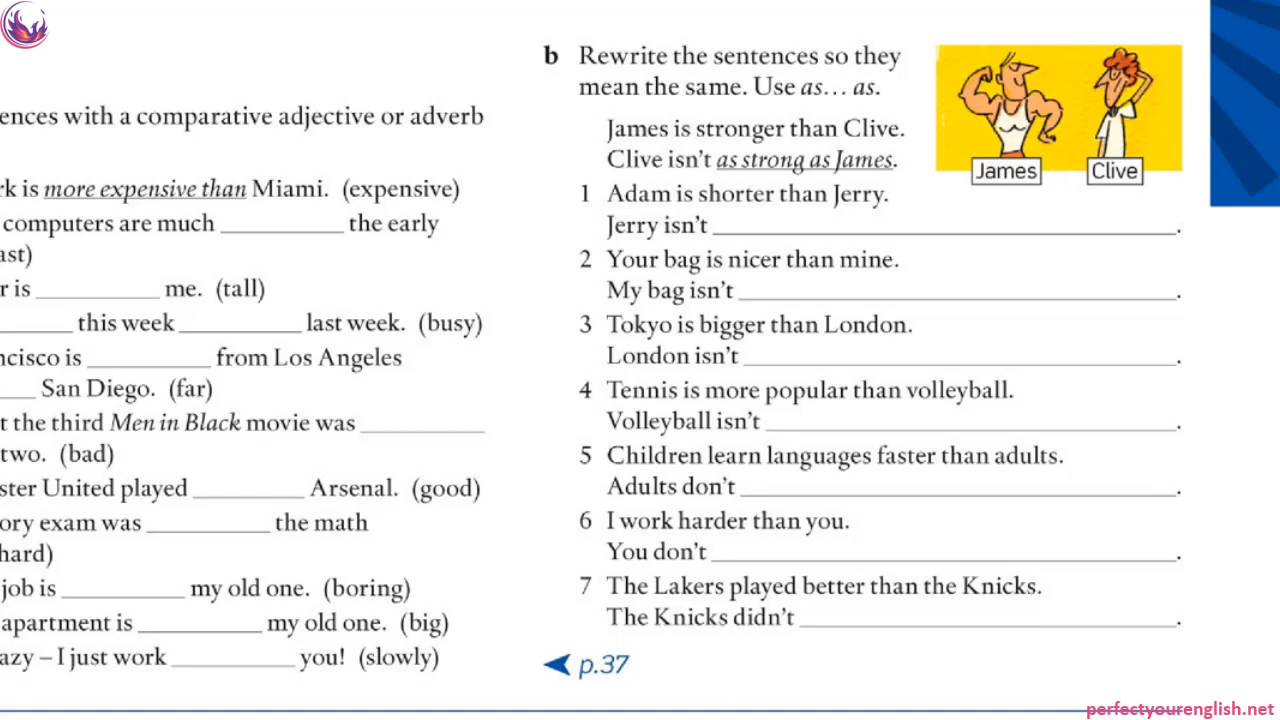 ences with a comparative adjective or adverb
rk is more expensive than Miami. (expensive)
computers are much __________ the early
ast)
r is __________ me. (tall)
______ this week __________ last week. (busy)
ncisco is __________ from Los Angeles
___ San Diego. (far)
t the third Men in Black movie was __________
two. (bad)
ster United played _________ Arsenal. (good)
ory exam was __________ the math
hard)
job is __________ my old one. (boring)
apartment is __________ my old one. (big)
azy – I just work __________ you! (slowly)
b Rewrite the sentences so they
mean the same. Use as... as.
James is stronger than Clive.
Clive isn't as strong as James.
James
Clive
1 Adam is shorter than Jerry.
Jerry isn't ____________________.
2 Your bag is nicer than mine.
My bag isn't ____________________.
3 Tokyo is bigger than London.
London isn't ____________________.
4 Tennis is more popular than volleyball.
Volleyball isn't ____________________.
5 Children learn languages faster than adults.
Adults don't ____________________.
6 I work harder than you.
You don't ____________________.
7 The Lakers played better than the Knicks.
The Knicks didn't ____________________.
p.37
perfectyourenglish.net